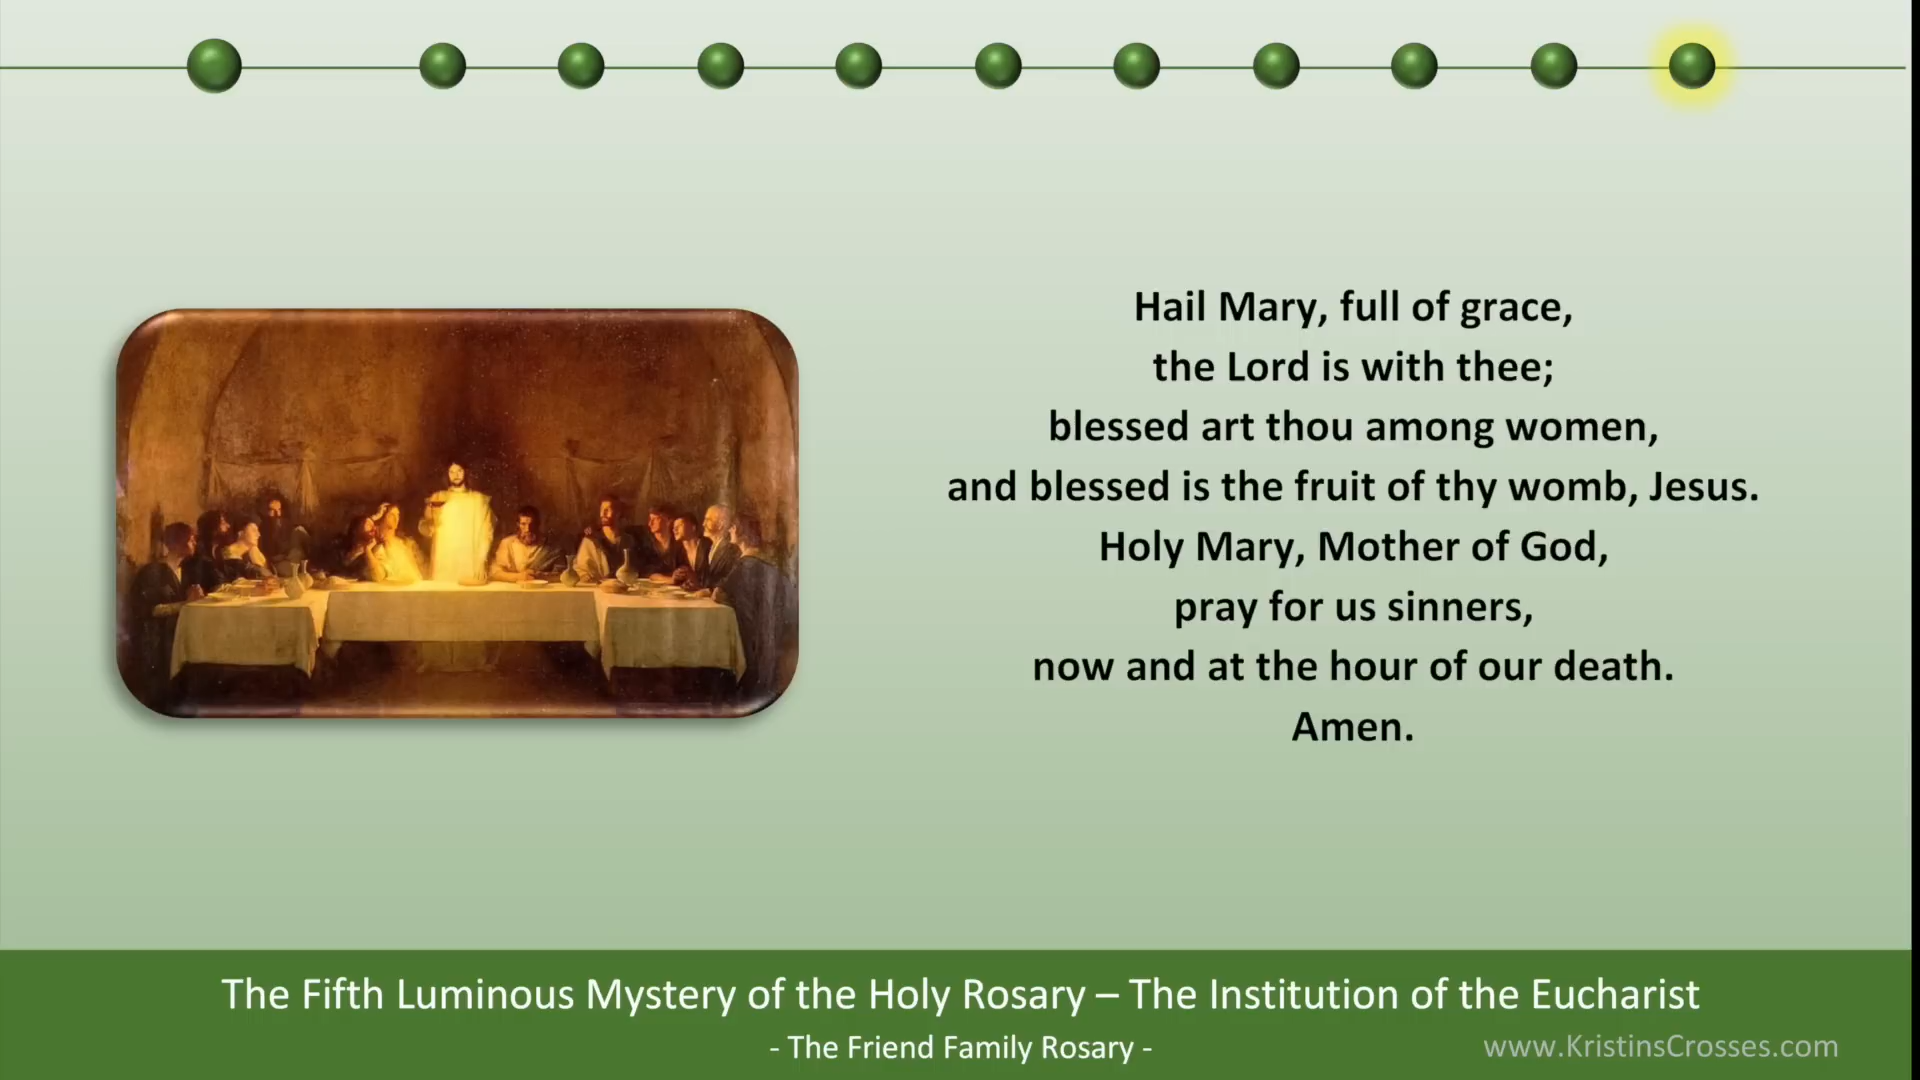 Hail Mary, full of grace,
the Lord is with thee;
blessed art thou among women,
and blessed is the fruit of thy womb, Jesus.
Holy Mary, Mother of God,
pray for us sinners,
now and at the hour of our death.
Amen.
The Fifth Luminous Mystery of the Holy Rosary – The Institution of the Eucharist
- The Friend Family Rosary -
www.KristinsCrosses.com